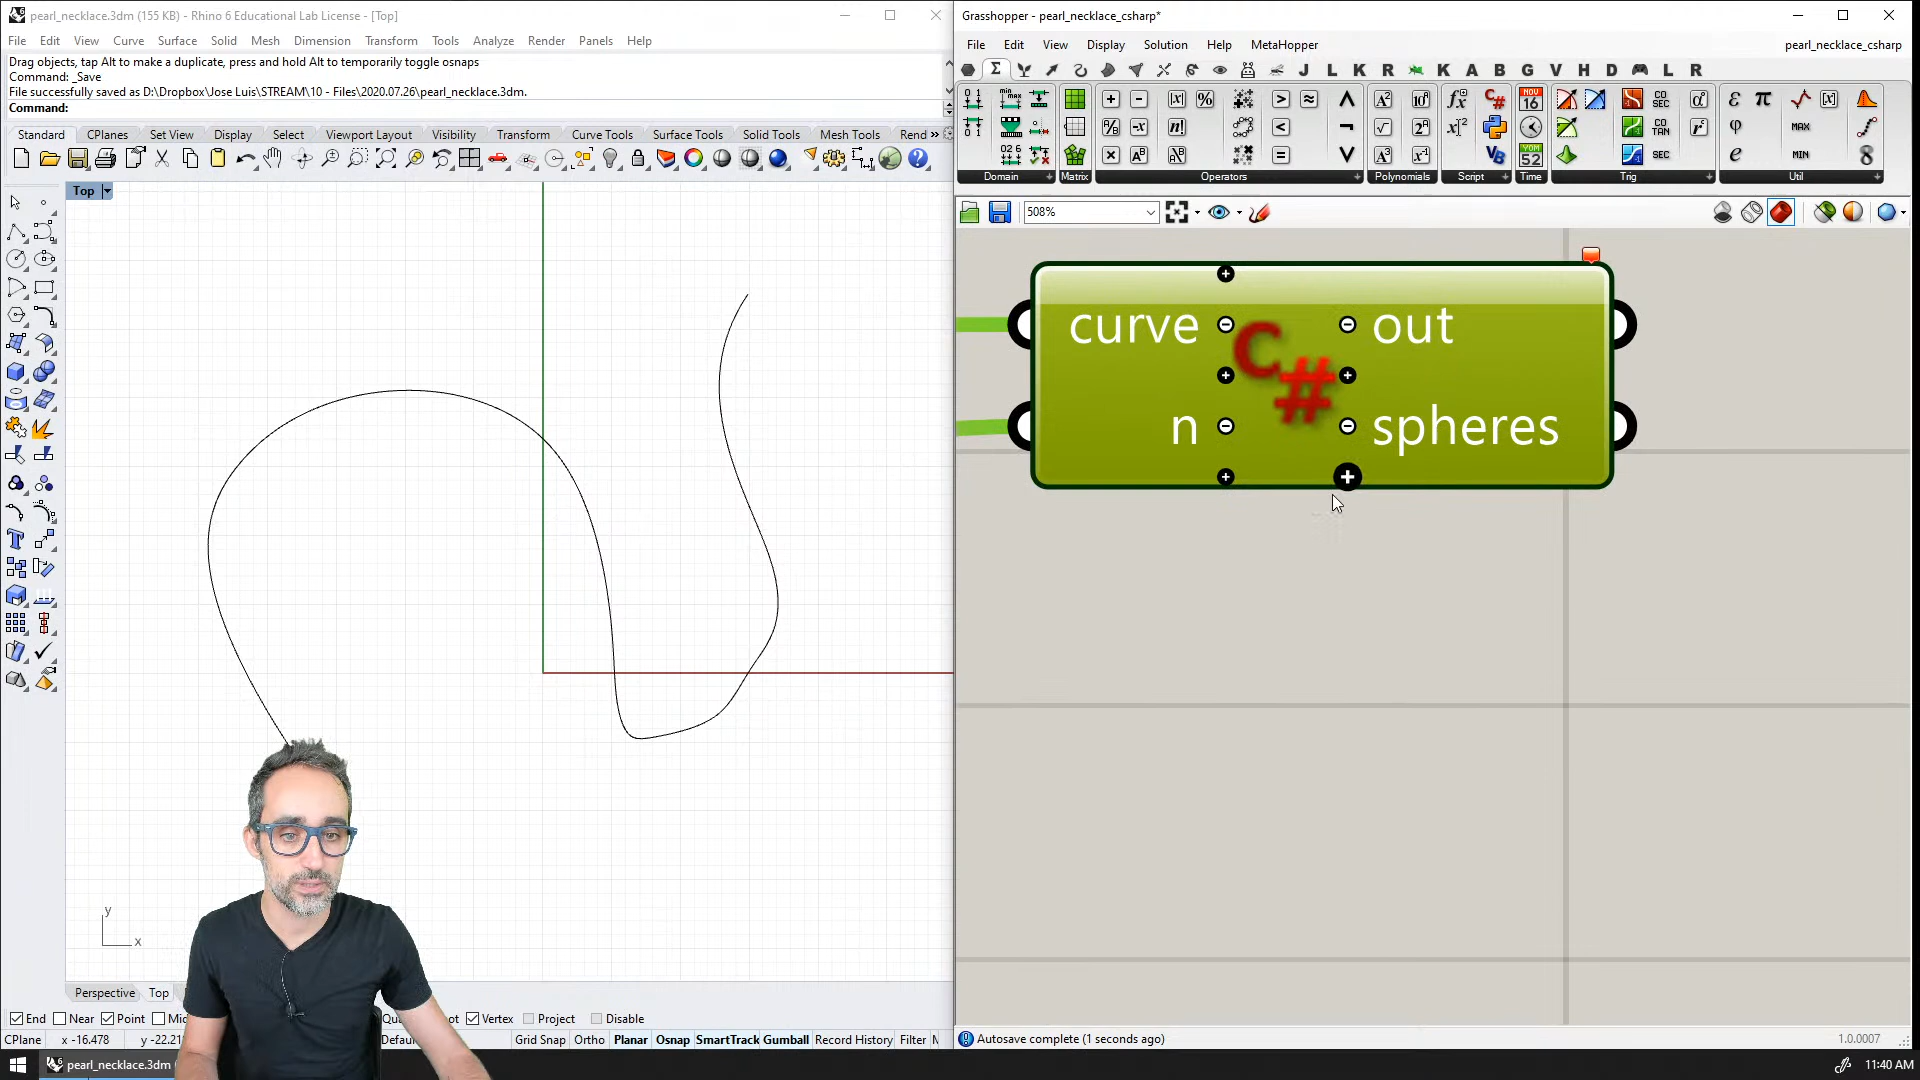 pearl_necklace.3dm (155 KB) - Rhino 6 Educational Lab License - [Top]
File Edit View Curve Surface Solid Mesh Dimension Transform Tools Analyze Render Panels Help
Drag objects, tap Alt to make a duplicate, press and hold Alt to temporarily toggle osnaps
Command: _Save
File successfully saved as D:\Dropbox\Jose Luis\STREAM\10 - Files\2020.07.26\pearl_necklace.3dm.
Command:
Standard CPlanes Set View Display Select Viewport Layout Visibility Transform Curve Tools Surface Tools Solid Tools Mesh Tools Rend »
Top
y
x
Perspective Top
End Near Point Mi Qu ot Vertex Project Disable
CPlane x -16.478 y -22.21 Defau Grid Snap Ortho Planar Osnap SmartTrack Gumball Record History Filter M
pearl_necklace.3dm (
Grasshopper - pearl_necklace_csharp*
File Edit View Display Solution Help MetaHopper pearl_necklace_csharp
Σ J L K R K A B G V H D L R
Domain Matrix Operators Polynomials Script Time Trig Util
508%
curve
n
C#
out
spheres
Autosave complete (1 seconds ago)
1.0.0007
11:40 AM